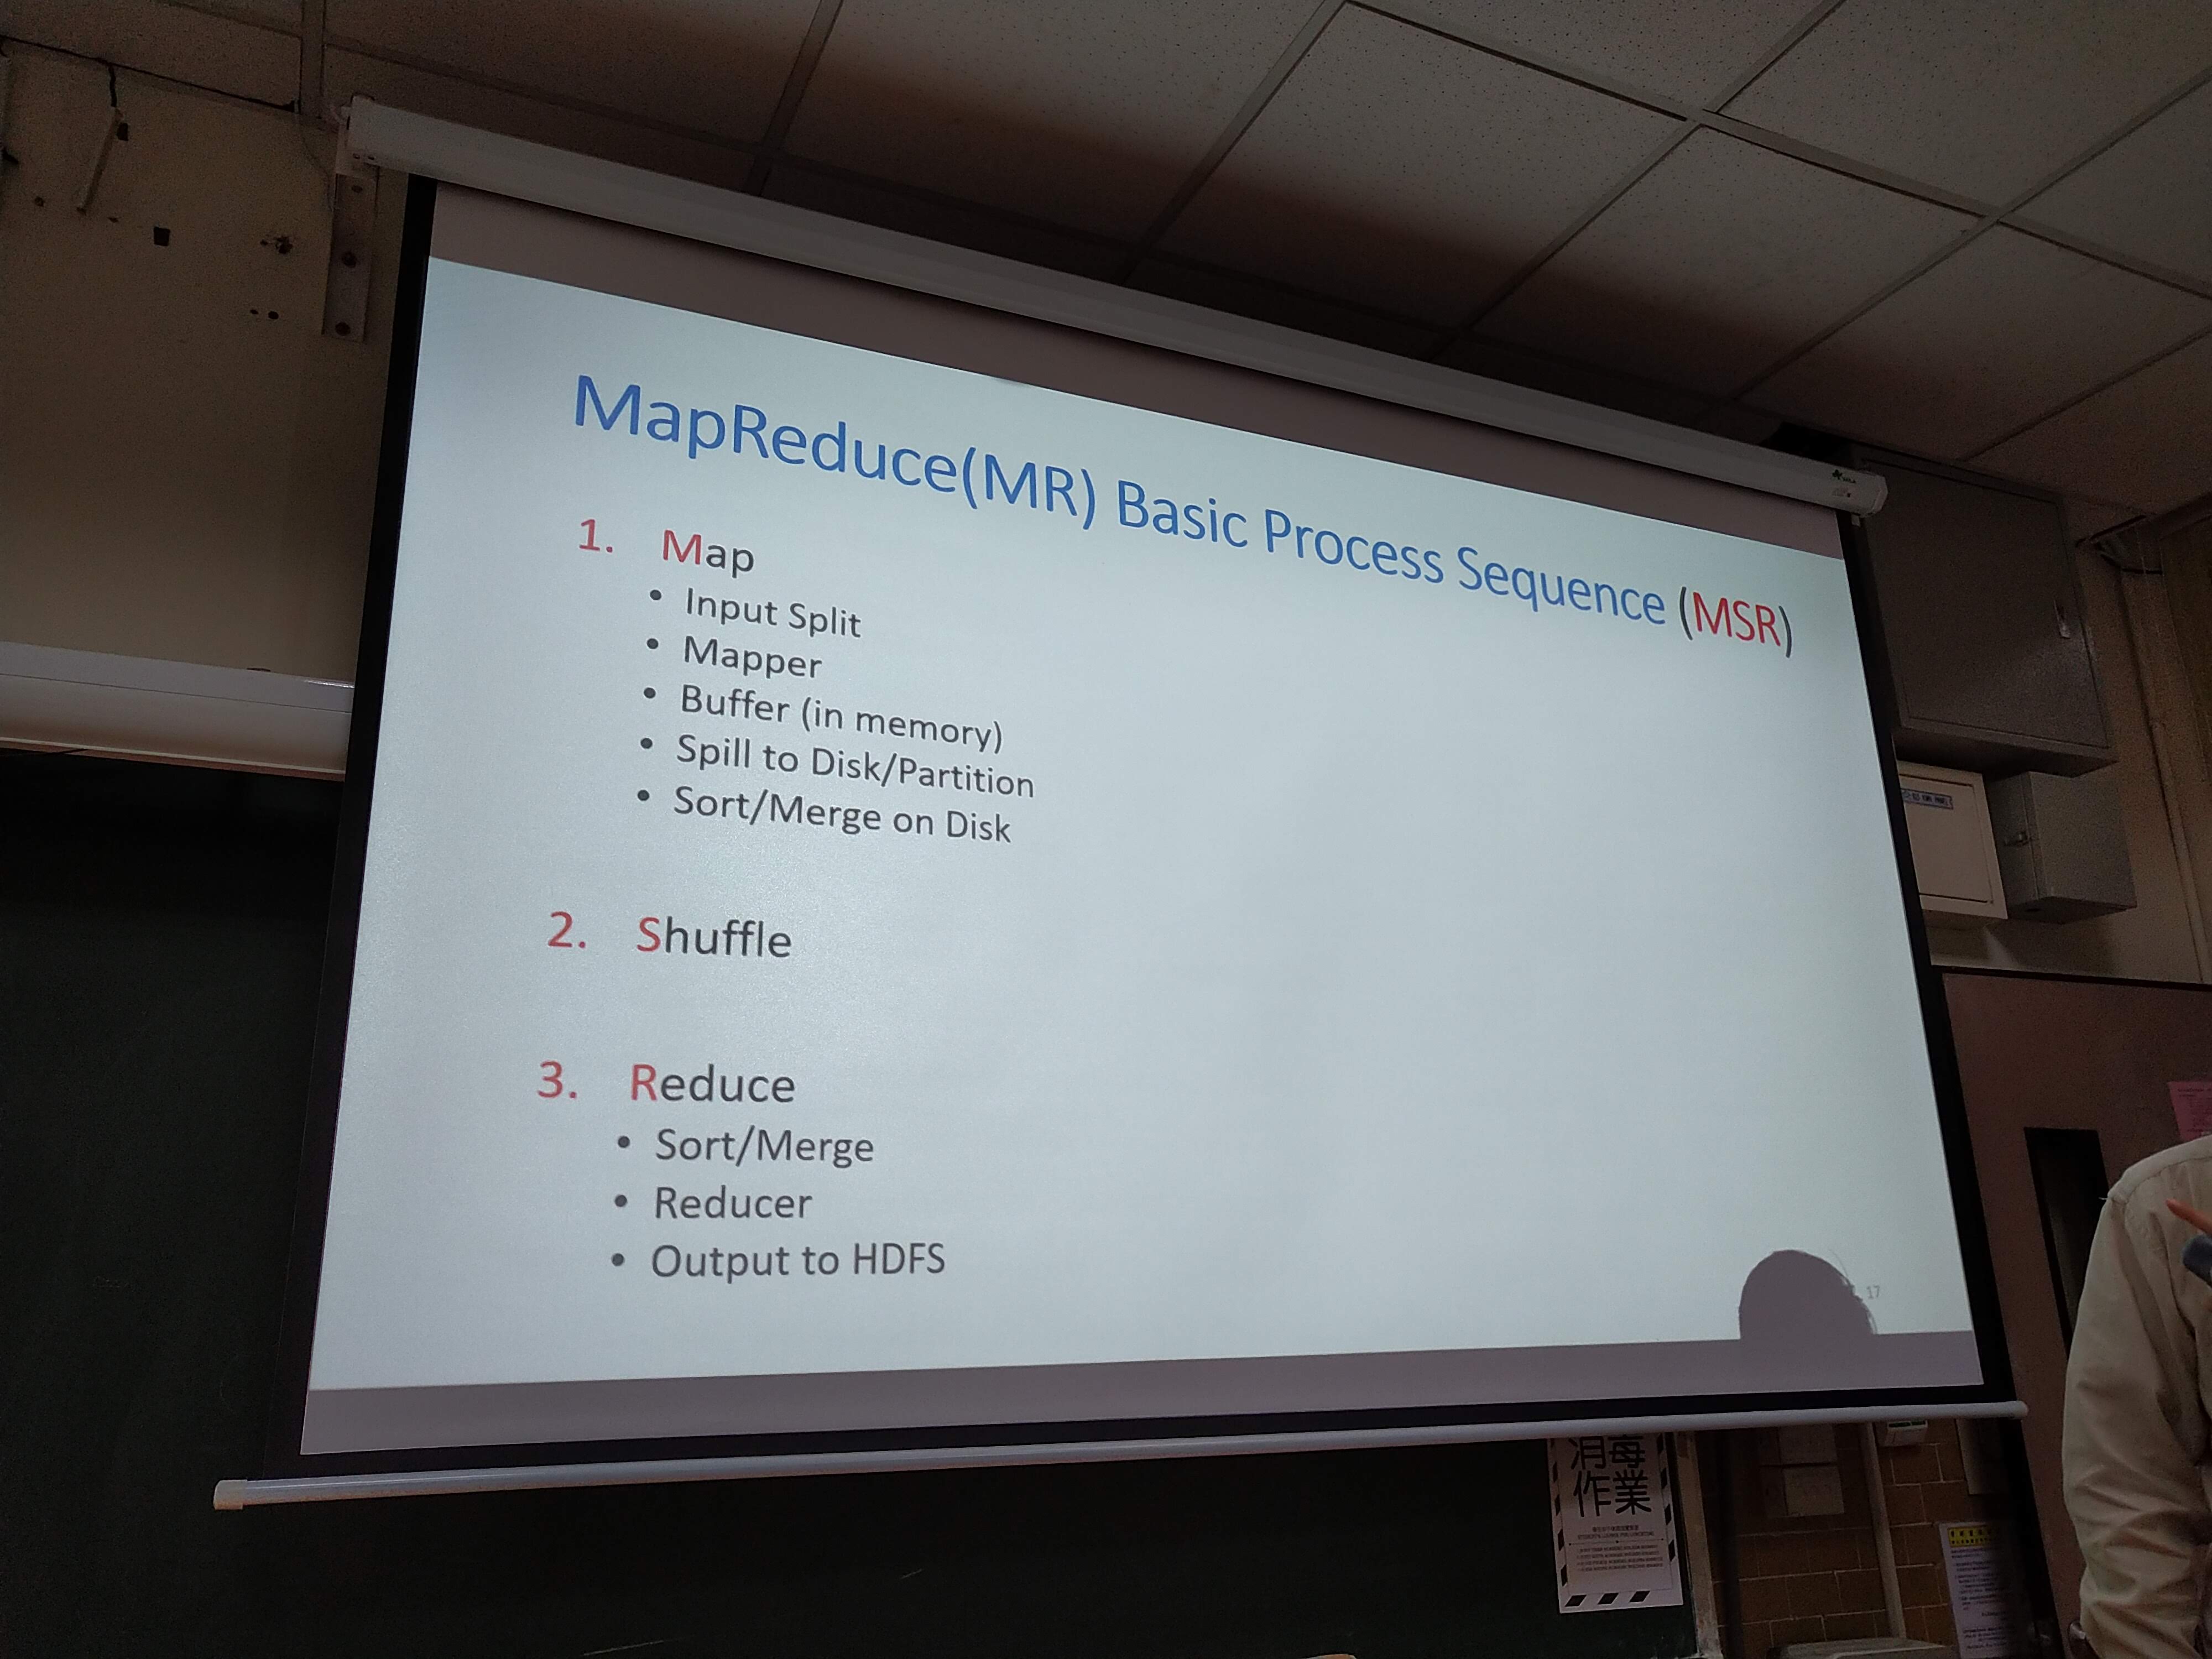 MapReduce(MR) Basic Process Sequence (MSR)
1. Map
• Input Split
• Mapper
• Buffer (in memory)
• Spill to Disk/Partition
• Sort/Merge on Disk
2. Shuffle
3. Reduce
• Sort/Merge
• Reducer
• Output to HDFS
17
消毒
作業